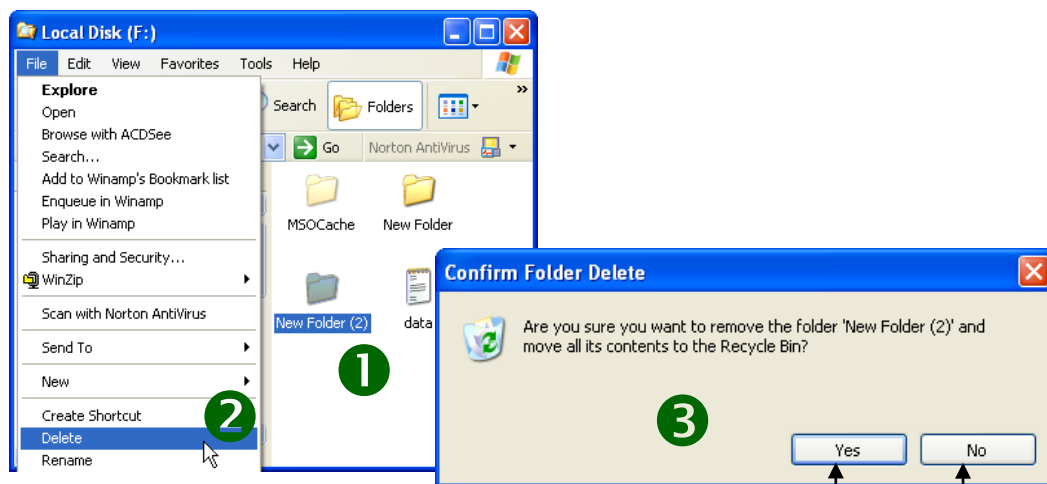 Local Disk (F:)
File Edit View Favorites Tools Help
Explore
Open
Browse with ACDSee
Search...
Add to Winamp's Bookmark list
Enqueue in Winamp
Play in Winamp
Sharing and Security...
WinZip
Scan with Norton AntiVirus
Send To
New
Create Shortcut
Delete
Rename
Search Folders »
Go Norton AntiVirus
MSOCache New Folder
New Folder (2) data
1
2
Confirm Folder Delete
Are you sure you want to remove the folder 'New Folder (2)' and
move all its contents to the Recycle Bin?
3
Yes No